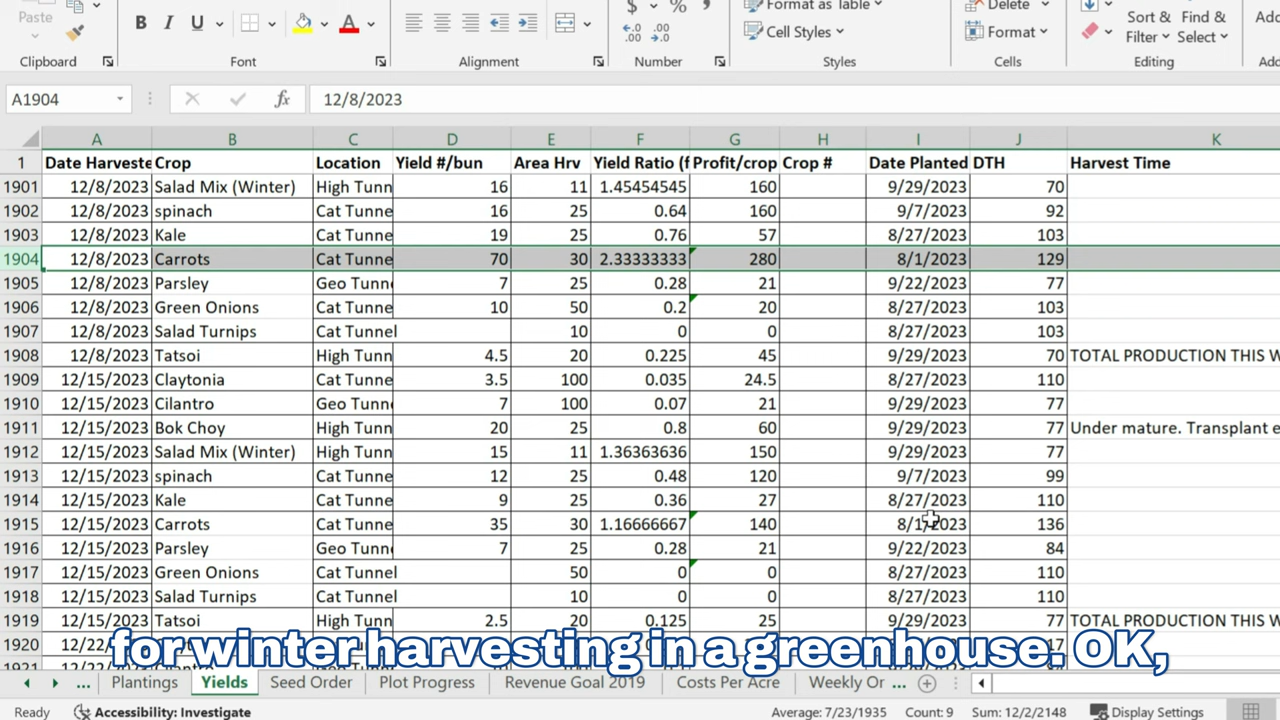 Paste
B I U A
$ % ,
Format as Table
Cell Styles
Delete
Format
Sort & Filter
Find & Select
Clipboard Font Alignment Number Styles Cells Editing
A1904 fx 12/8/2023
A B C D E F G H I J K
1 Date Harveste Crop Location Yield #/bun Area Hrv Yield Ratio (f Profit/crop Crop # Date Planted DTH Harvest Time
1901 12/8/2023 Salad Mix (Winter) High Tunn 16 11 1.45454545 160 9/29/2023 70
1902 12/8/2023 spinach Cat Tunne 16 25 0.64 160 9/7/2023 92
1903 12/8/2023 Kale Cat Tunne 19 25 0.76 57 8/27/2023 103
1904 12/8/2023 Carrots Cat Tunne 70 30 2.33333333 280 8/1/2023 129
1905 12/8/2023 Parsley Geo Tunn 7 25 0.28 21 9/22/2023 77
1906 12/8/2023 Green Onions Cat Tunne 10 50 0.2 20 8/27/2023 103
1907 12/8/2023 Salad Turnips Cat Tunnel 10 0 0 8/27/2023 103
1908 12/8/2023 Tatsoi High Tunn 4.5 20 0.225 45 9/29/2023 70 TOTAL PRODUCTION THIS W
1909 12/15/2023 Claytonia Cat Tunne 3.5 100 0.035 24.5 8/27/2023 110
1910 12/15/2023 Cilantro Geo Tunn 7 100 0.07 21 9/29/2023 77
1911 12/15/2023 Bok Choy High Tunn 20 25 0.8 60 9/29/2023 77 Under mature. Transplant e
1912 12/15/2023 Salad Mix (Winter) High Tunn 15 11 1.36363636 150 9/29/2023 77
1913 12/15/2023 spinach Cat Tunne 12 25 0.48 120 9/7/2023 99
1914 12/15/2023 Kale Cat Tunne 9 25 0.36 27 8/27/2023 110
1915 12/15/2023 Carrots Cat Tunne 35 30 1.16666667 140 8/1/2023 136
1916 12/15/2023 Parsley Geo Tunn 7 25 0.28 21 9/22/2023 84
1917 12/15/2023 Green Onions Cat Tunnel 50 0 0 8/27/2023 110
1918 12/15/2023 Salad Turnips Cat Tunnel 10 0 0 8/27/2023 110
1919 12/15/2023 Tatsoi High Tunn 2.5 20 0.125 25 9/29/2023 77 TOTAL PRODUCTION THIS W
1920
for winter harvesting in a greenhouse. OK,
... Plantings Yields Seed Order Plot Progress Revenue Goal 2019 Costs Per Acre Weekly Or ...
Ready Accessibility: Investigate Average: 7/23/1935 Count: 9 Sum: 12/2/2148 Display Settings